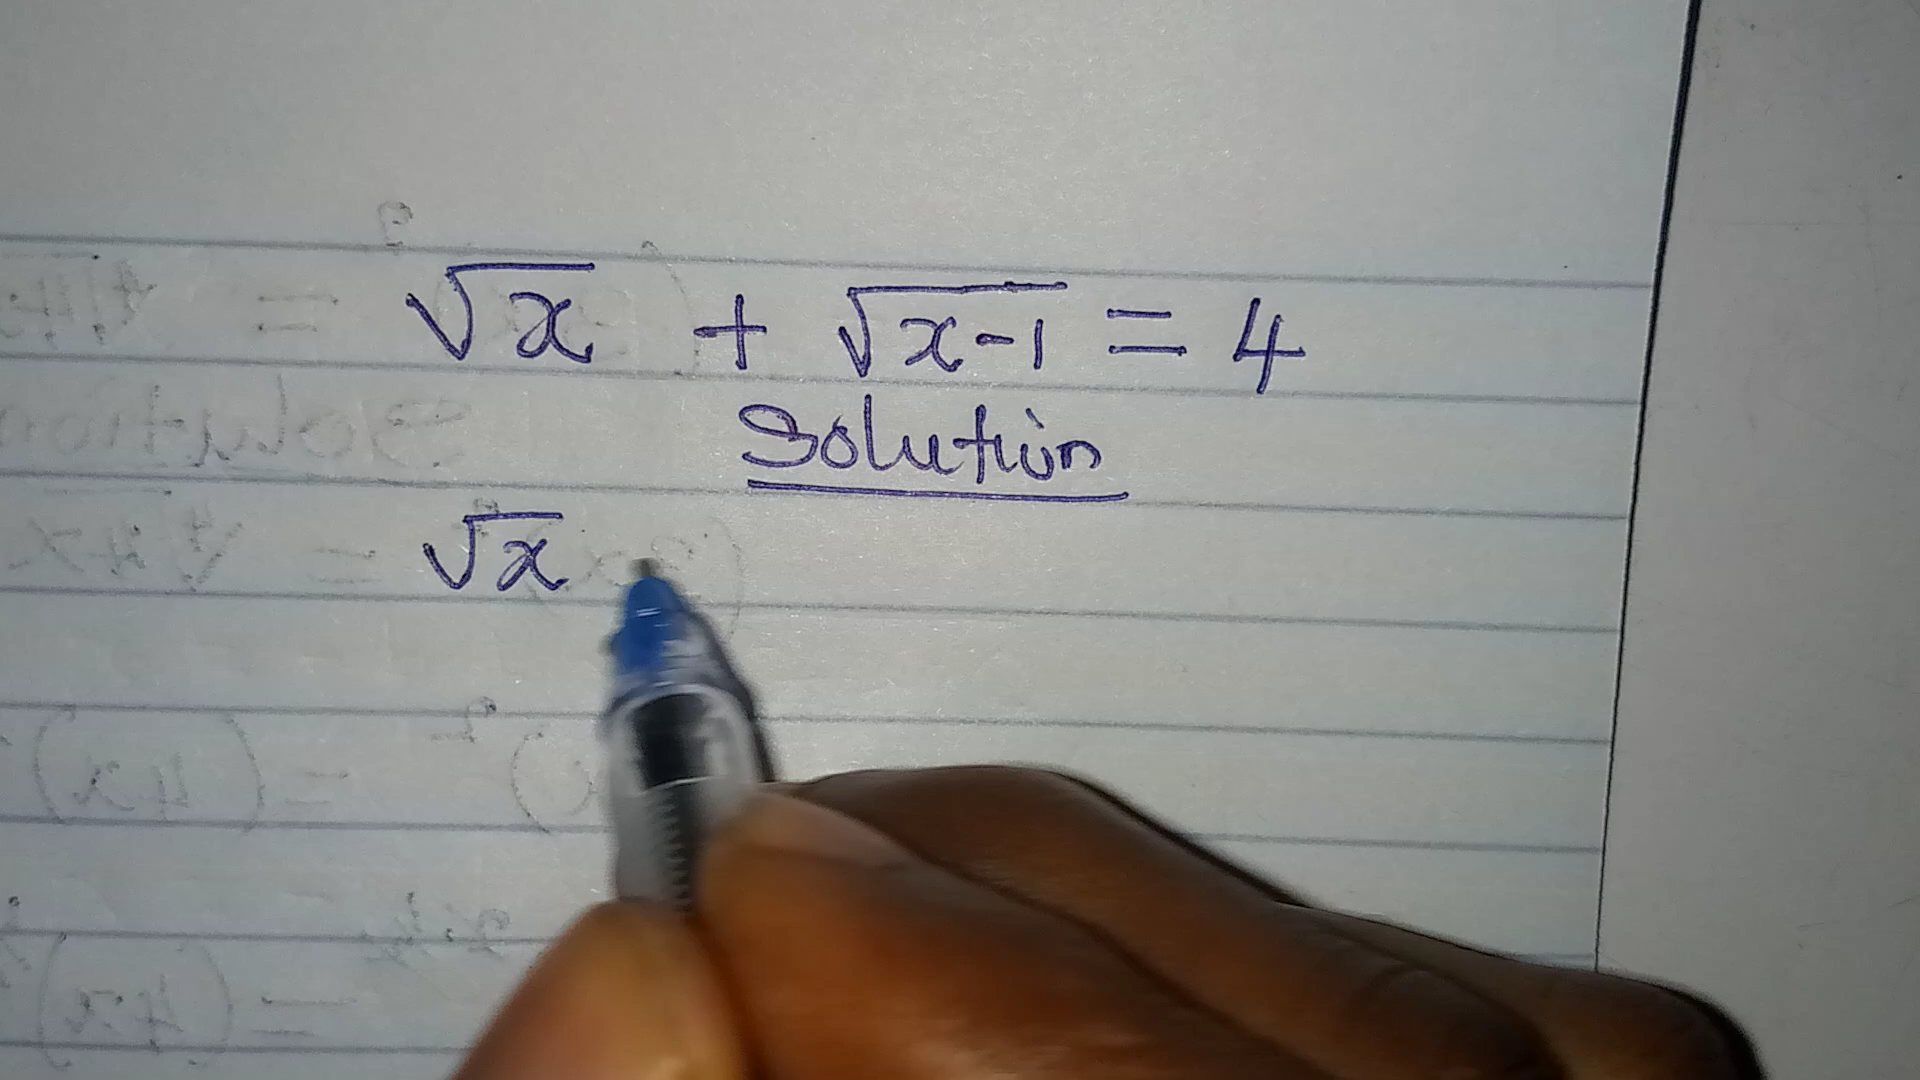 √x + √x-1 = 4
Solution
√x